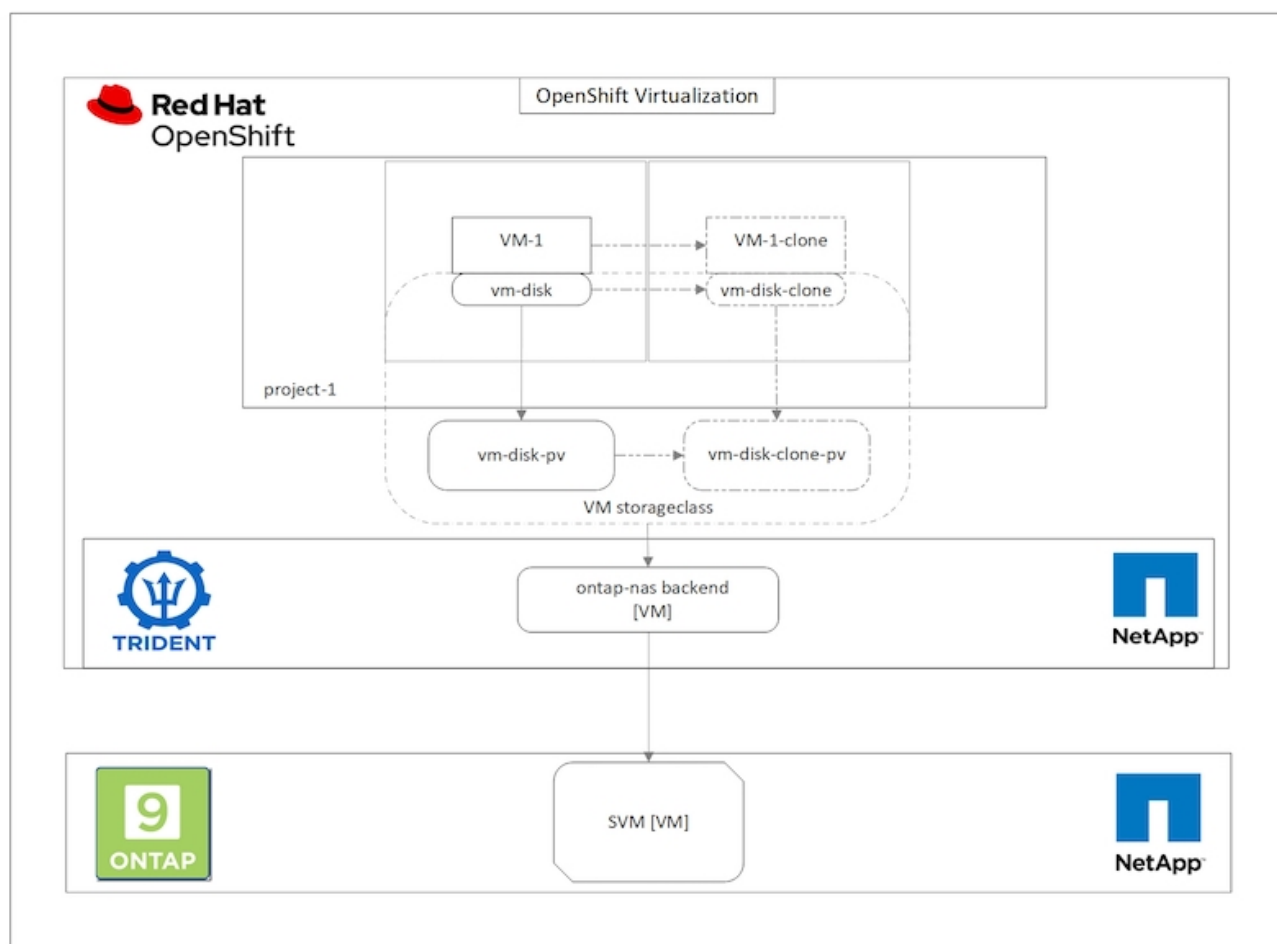 OpenShift Virtualization
Red Hat
OpenShift
VM-1
VM-1-clone
vm-disk
vm-disk-clone
project-1
vm-disk-pv
vm-disk-clone-pv
VM storageclass
ontap-nas backend
[VM]
TRIDENT
NetApp
9
ONTAP
SVM [VM]
NetApp